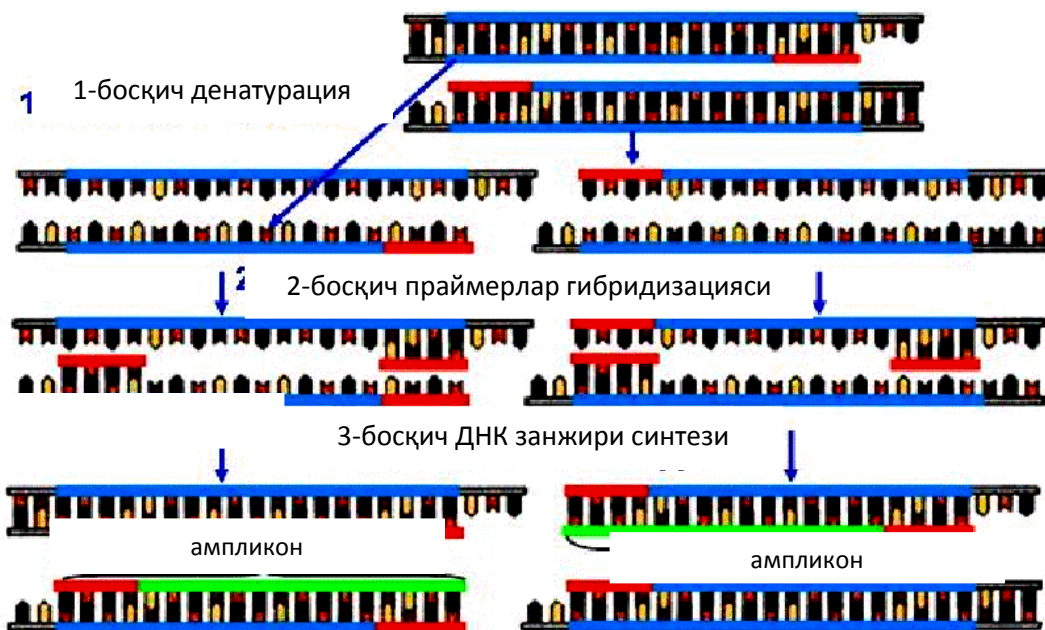 1
1-босқич денатурация
2
2-босқич праймерлар гибридизацияси
3-босқич ДНК занжири синтези
ампликон
ампликон